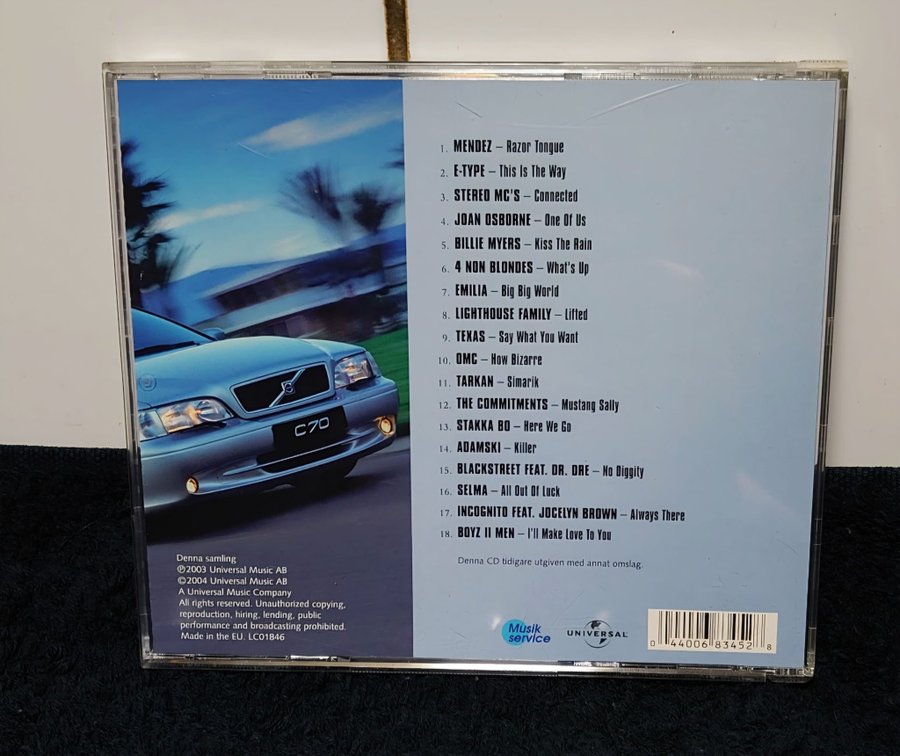 1. MENDEZ – Razor Tongue
2. E-TYPE – This Is The Way
3. STEREO MC'S – Connected
4. JOAN OSBORNE – One Of Us
5. BILLIE MYERS – Kiss The Rain
6. 4 NON BLONDES – What's Up
7. EMILIA – Big Big World
8. LIGHTHOUSE FAMILY – Lifted
9. TEXAS – Say What You Want
10. OMC – How Bizarre
11. TARKAN – Simarik
12. THE COMMITMENTS – Mustang Sally
13. STAKKA BO – Here We Go
14. ADAMSKI – Killer
15. BLACKSTREET FEAT. DR. DRE – No Diggity
16. SELMA – All Out Of Luck
17. INCOGNITO FEAT. JOCELYN BROWN – Always There
18. BOYZ II MEN – I'll Make Love To You
Denna CD tidigare utgiven med annat omslag.
C70
Denna samling
℗2003 Universal Music AB
©2004 Universal Music AB
A Universal Music Company
All rights reserved. Unauthorized copying,
reproduction, hiring, lending, public
performance and broadcasting prohibited.
Made in the EU. LC01846
Musik
service
UNIVERSAL
0 44006 83452 8